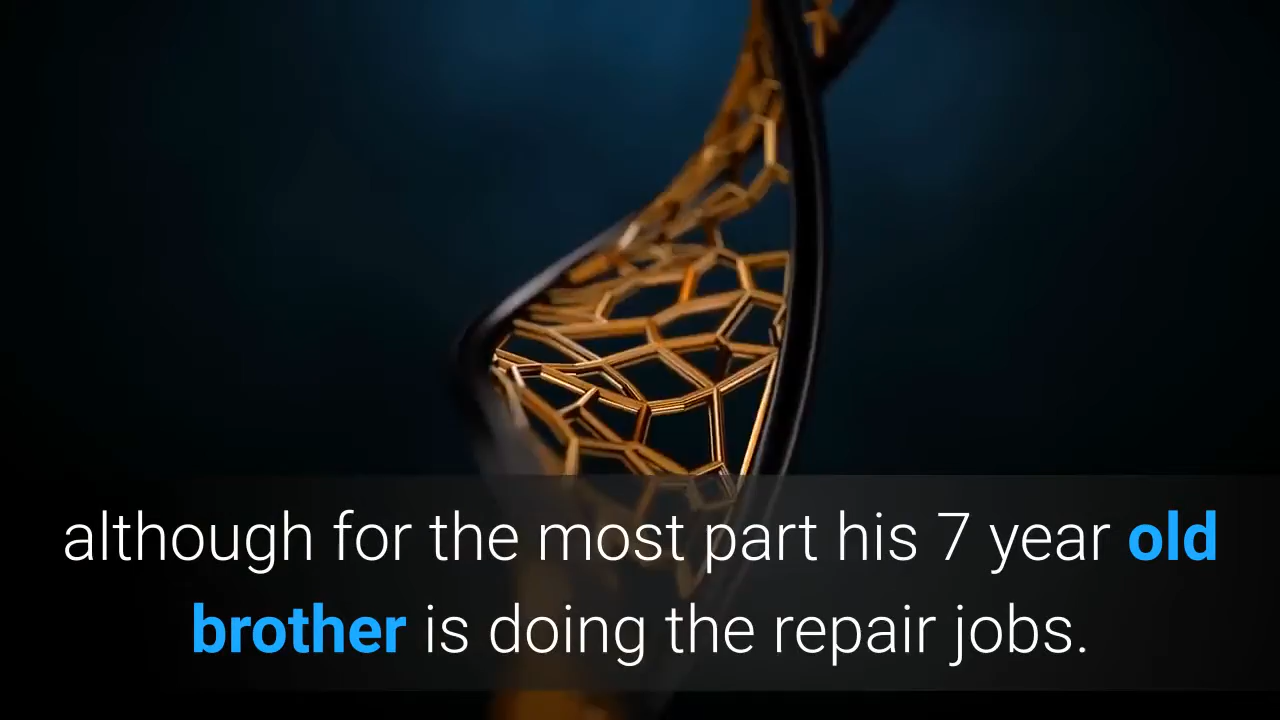 although for the most part his 7 year old
brother is doing the repair jobs.